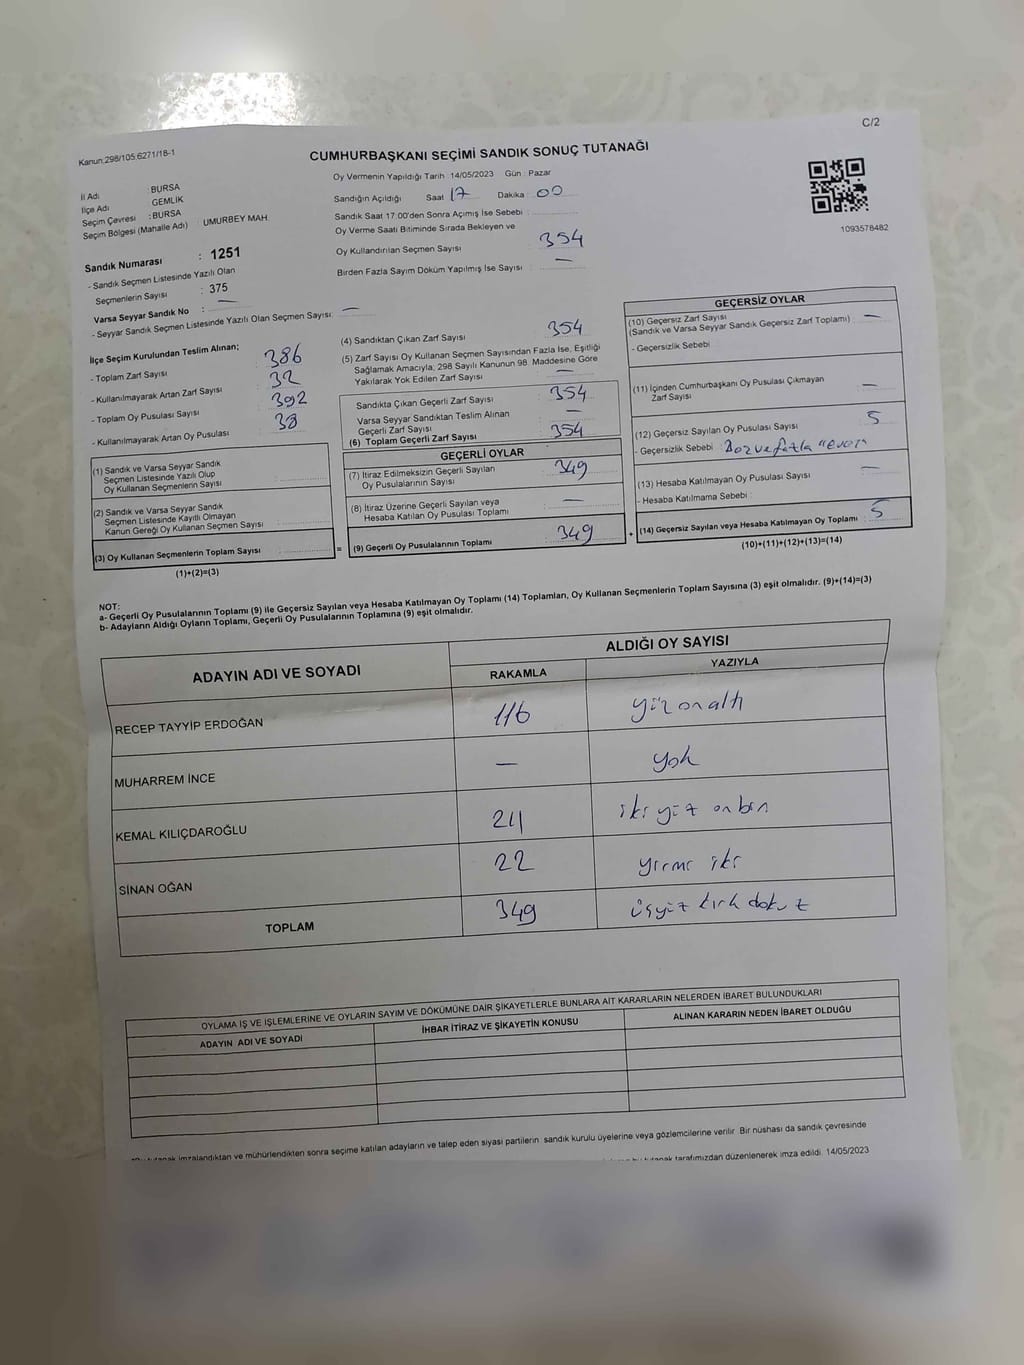 C/2
Kanun:298/105:6271/18-1
CUMHURBAŞKANI SEÇİMİ SANDIK SONUÇ TUTANAĞI
Oy Vermenin Yapıldığı Tarih : 14/05/2023 Gün : Pazar
İl Adı : BURSA
İlçe Adı : GEMLİK
Seçim Çevresi : BURSA
Seçim Bölgesi (Mahalle Adı) : UMURBEY MAH.
Sandık Numarası : 1251
- Sandık Seçmen Listesinde Yazılı Olan
Seçmenlerin Sayısı : 375
Varsa Seyyar Sandık No : —
- Seyyar Sandık Seçmen Listesinde Yazılı Olan Seçmen Sayısı: —
Sandığın Açıldığı Saat 17 Dakika : 00
Sandık Saat 17:00'den Sonra Açımış İse Sebebi :
Oy Verme Saati Bitiminde Sırada Bekleyen ve
Oy Kullandırılan Seçmen Sayısı 354
Birden Fazla Sayım Döküm Yapılmış İse Sayısı : —
1093578482
İlçe Seçim Kurulundan Teslim Alınan;
- Toplam Zarf Sayısı 386
- Kullanılmayarak Artan Zarf Sayısı 32
- Toplam Oy Pusulası Sayısı 392
- Kullanılmayarak Artan Oy Pusulası 38
(1) Sandık ve Varsa Seyyar Sandık
Seçmen Listesinde Yazılı Olup
Oy Kullanan Seçmenlerin Sayısı
(2) Sandık ve Varsa Seyyar Sandık
Seçmen Listesinde Kayıtlı Olmayan
Kanun Gereği Oy Kullanan Seçmen Sayısı
(3) Oy Kullanan Seçmenlerin Toplam Sayısı
(1)+(2)=(3)
=
(4) Sandıktan Çıkan Zarf Sayısı 354
(5) Zarf Sayısı Oy Kullanan Seçmen Sayısından Fazla İse, Eşitliği
Sağlamak Amacıyla, 298 Sayılı Kanunun 98. Maddesine Göre
Yakılarak Yok Edilen Zarf Sayısı —
Sandıkta Çıkan Geçerli Zarf Sayısı 354
Varsa Seyyar Sandıktan Teslim Alınan
Geçerli Zarf Sayısı —
(6) Toplam Geçerli Zarf Sayısı 354
GEÇERLİ OYLAR
(7) İtiraz Edilmeksizin Geçerli Sayılan
Oy Pusulalarının Sayısı 349
(8) İtiraz Üzerine Geçerli Sayılan veya
Hesaba Katılan Oy Pusulası Toplamı —
(9) Geçerli Oy Pusulalarının Toplamı 349
+
GEÇERSİZ OYLAR
(10) Geçersiz Zarf Sayısı —
(Sandık ve Varsa Seyyar Sandık Geçersiz Zarf Toplamı)
- Geçersizlik Sebebi
(11) İçinden Cumhurbaşkanı Oy Pusulası Çıkmayan
Zarf Sayısı —
(12) Geçersiz Sayılan Oy Pusulası Sayısı 5
- Geçersizlik Sebebi
(13) Hesaba Katılmayan Oy Pusulası Sayısı —
- Hesaba Katılmama Sebebi :
(14) Geçersiz Sayılan veya Hesaba Katılmayan Oy Toplamı 5
(10)+(11)+(12)+(13)=(14)
NOT:
a- Geçerli Oy Pusulalarının Toplamı (9) ile Geçersiz Sayılan veya Hesaba Katılmayan Oy Toplamı (14) Toplamları, Oy Kullanan Seçmenlerin Toplam Sayısına (3) eşit olmalıdır. (9)+(14)=(3)
b- Adayların Aldığı Oyların Toplamı, Geçerli Oy Pusulalarının Toplamına (9) eşit olmalıdır.
ADAYIN ADI VE SOYADI ALDIĞI OY SAYISI
RAKAMLA YAZIYLA
RECEP TAYYİP ERDOĞAN 116 yüz onaltı
MUHARREM İNCE — yok
KEMAL KILIÇDAROĞLU 211 iki yüz on bir
SİNAN OĞAN 22 yirmi iki
TOPLAM 349 üçyüz kırk dokuz
OYLAMA İŞ VE İŞLEMLERİNE VE OYLARIN SAYIM VE DÖKÜMÜNE DAİR ŞİKAYETLERLE BUNLARA AİT KARARLARIN NELERDEN İBARET BULUNDUKLARI
ADAYIN ADI VE SOYADI İHBAR İTİRAZ VE ŞİKAYETİN KONUSU ALINAN KARARIN NEDEN İBARET OLDUĞU
imzalandıktan ve mühürlendikten sonra seçime katılan adayların ve talep eden siyasi partilerin sandık kurulu üyelerine veya gözlemcilerine verilir. Bir nüshası da sandık çevresinde
tutanak tarafımızdan düzenlenerek imza edildi. 14/05/2023